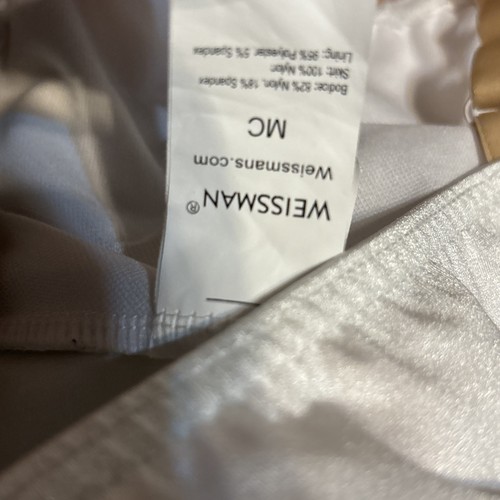 WEISSMAN®
Weissmans.com
MC
Bodice: 82% Nylon, 18% Spandex
Skirt: 100% Nylon
Lining: 95% Polyester 5% Spandex